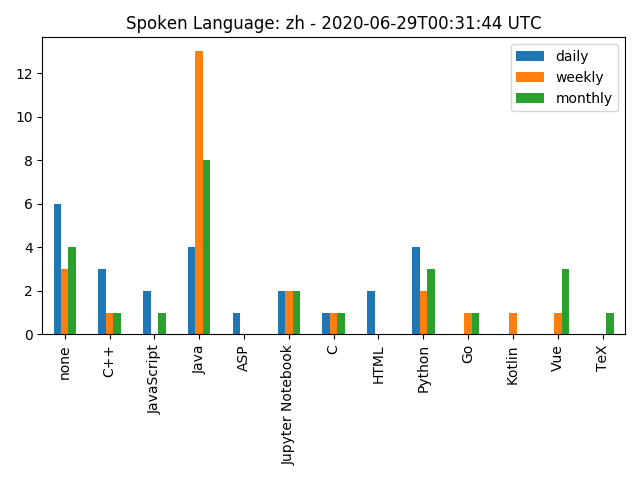 Spoken Language: zh - 2020-06-29T00:31:44 UTC
daily
weekly
monthly
12
10
8
6
4
2
0
none
C++
JavaScript
Java
ASP
Jupyter Notebook
C
HTML
Python
Go
Kotlin
Vue
TeX